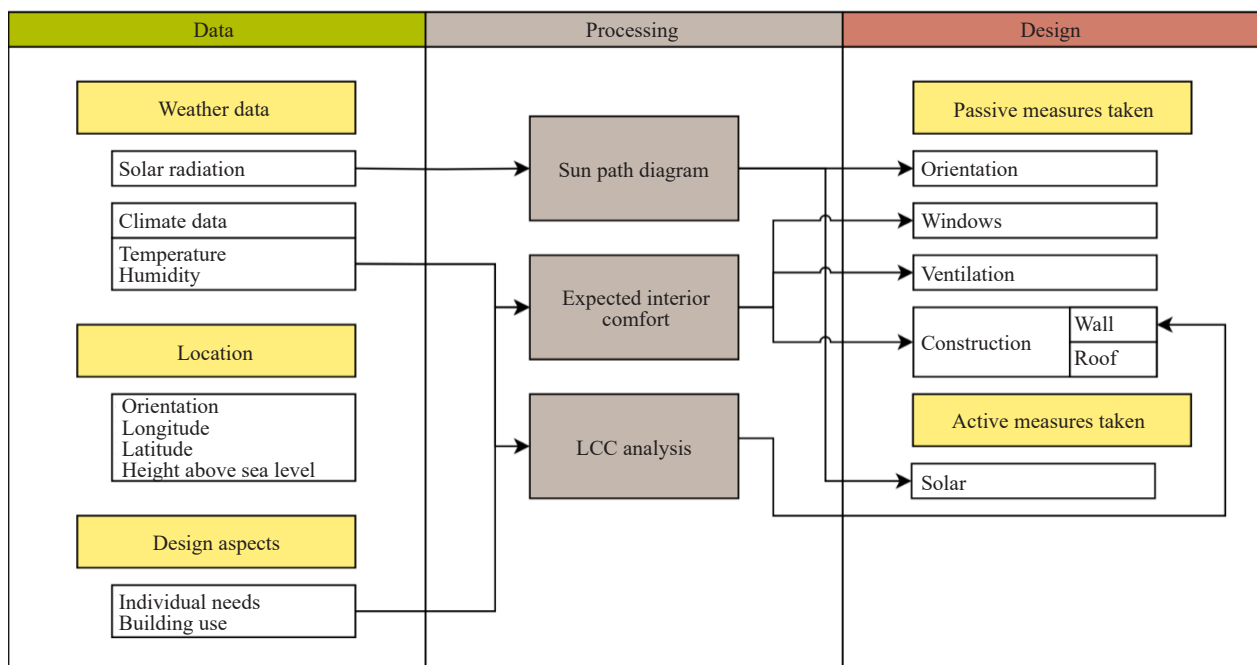 Data
Processing
Design
Weather data
Solar radiation
Climate data
Temperature
Humidity
Location
Orientation
Longitude
Latitude
Height above sea level
Design aspects
Individual needs
Building use
Sun path diagram
Expected interior
comfort
LCC analysis
Passive measures taken
Orientation
Windows
Ventilation
Construction
Wall
Roof
Active measures taken
Solar